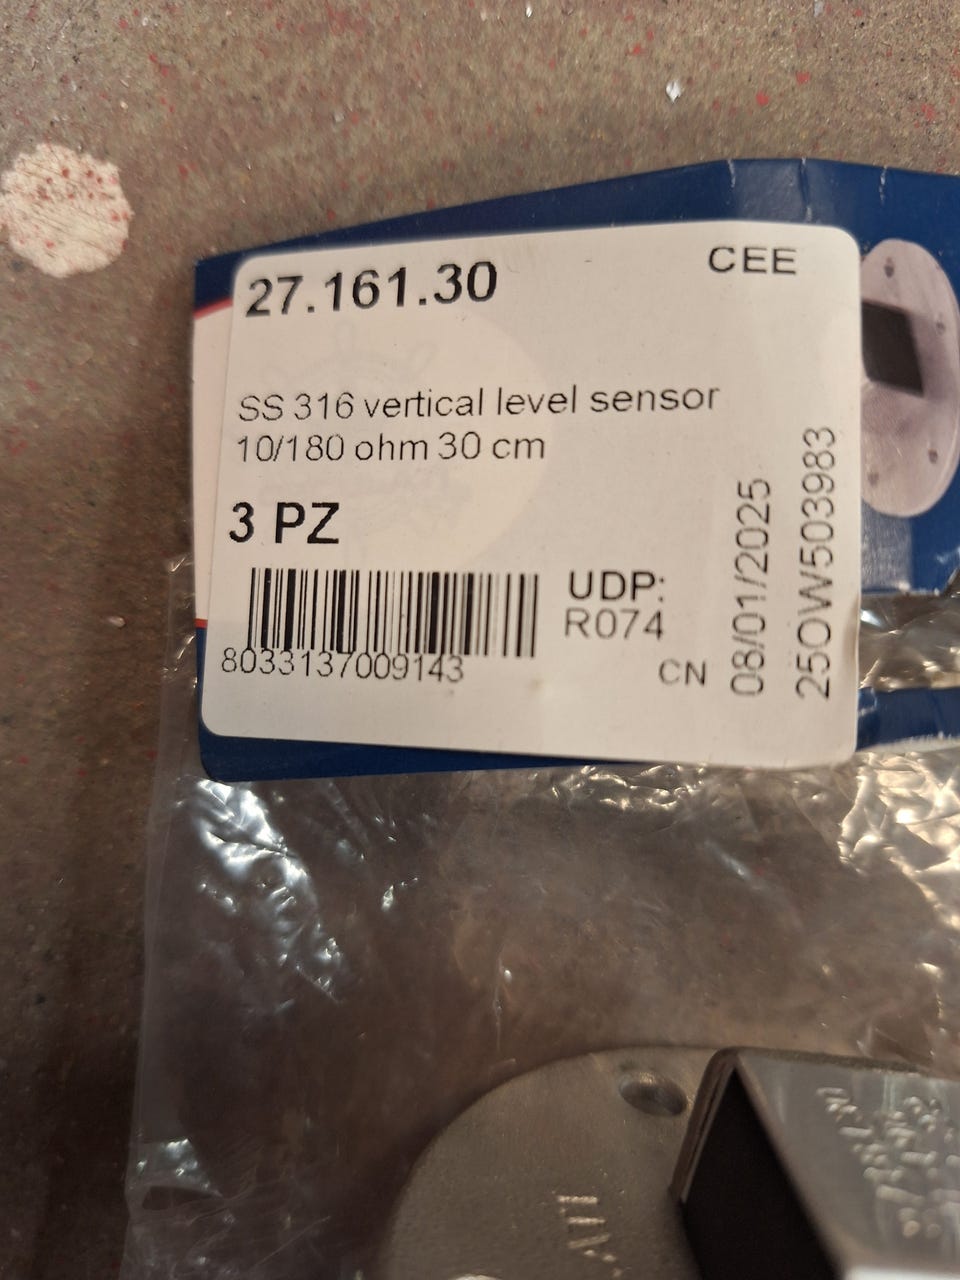 27.161.30
CEE
SS 316 vertical level sensor
10/180 ohm 30 cm
3 PZ
UDP:
R074
8033137009143
CN
08/01/2025
25OW503983